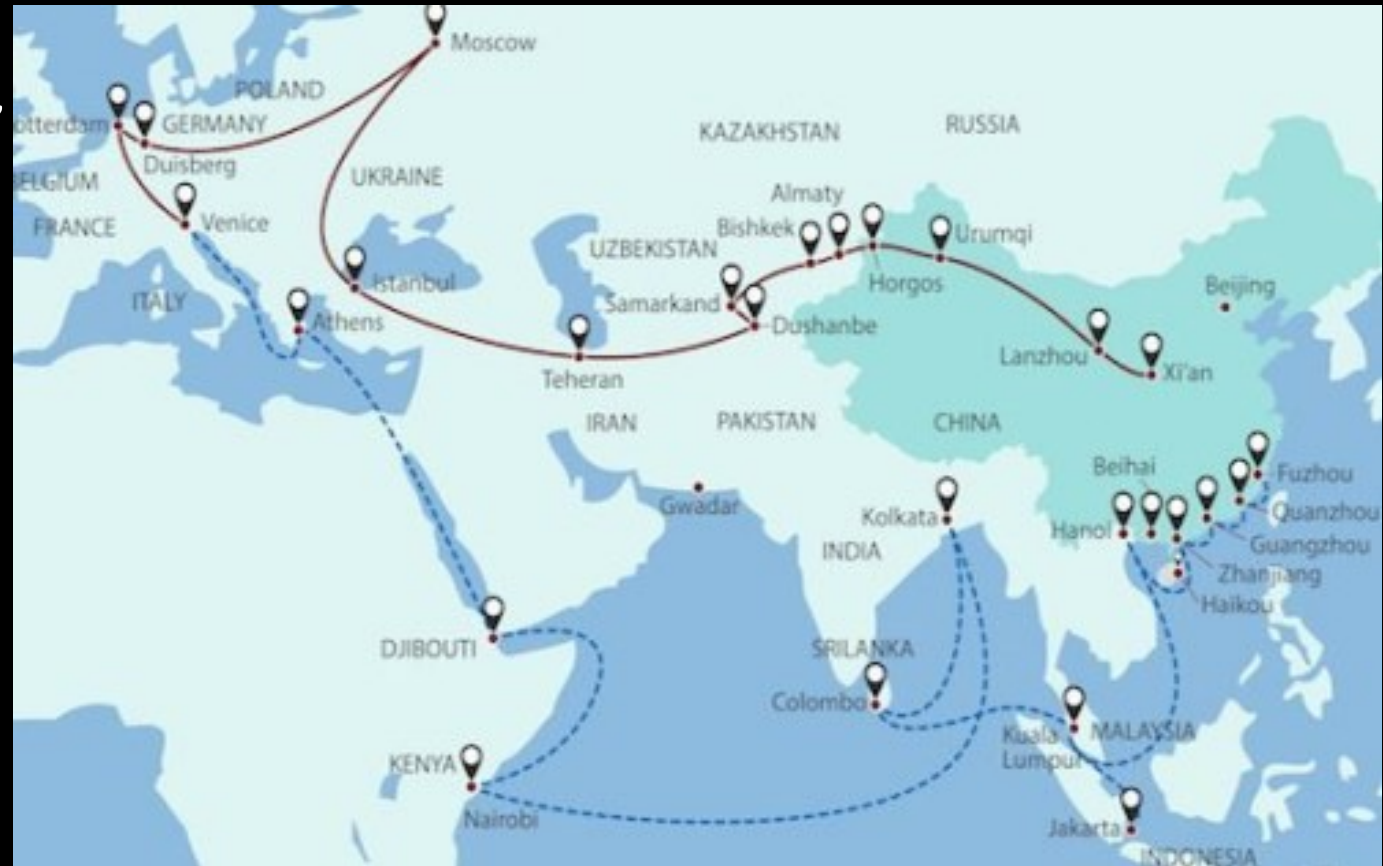 Moscow
POLAND
otterdam
GERMANY
Duisberg
KAZAKHSTAN
RUSSIA
UKRAINE
ELGIUM
FRANCE
Venice
Almaty
Bishkek
Urumqi
UZBEKISTAN
Horgos
Istanbul
ITALY
Athens
Samarkand
Dushanbe
Beijing
Teheran
Lanzhou
Xi'an
IRAN
PAKISTAN
CHINA
Beihai
Fuzhou
Gwadar
Kolkata
Quanzhou
Hanol
Guangzhou
INDIA
Zhanjiang
Haikou
DJIBOUTI
SRILANKA
Colombo
Kuala
Lumpur
MALAYSIA
KENYA
Nairobi
Jakarta
INDONESIA